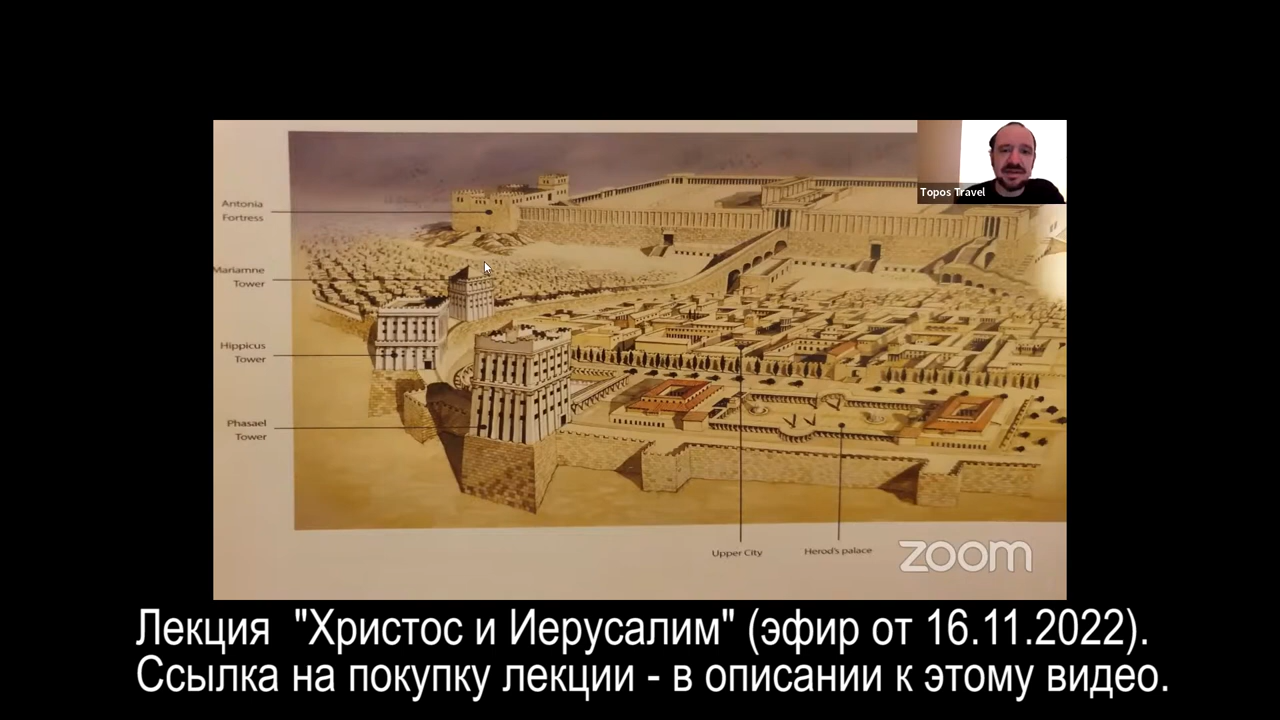 Topos Travel
Antonia
Fortress
Mariamne
Tower
Hippicus
Tower
Phasael
Tower
Upper City
Herod's palace
zoom
Лекция "Христос и Иерусалим" (эфир от 16.11.2022).
Ссылка на покупку лекции - в описании к этому видео.